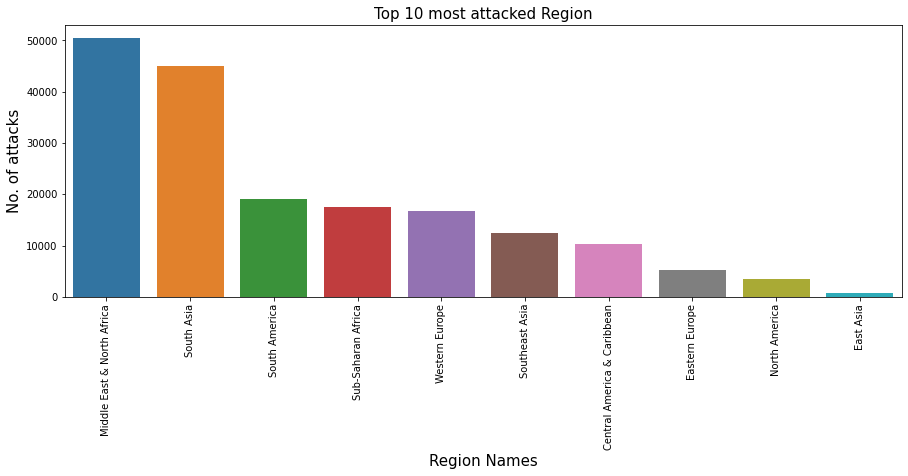 Top 10 most attacked Region
No. of attacks
50000
40000
30000
20000
10000
0
Middle East & North Africa
South Asia
South America
Sub-Saharan Africa
Western Europe
Southeast Asia
Central America & Caribbean
Eastern Europe
North America
East Asia
Region Names